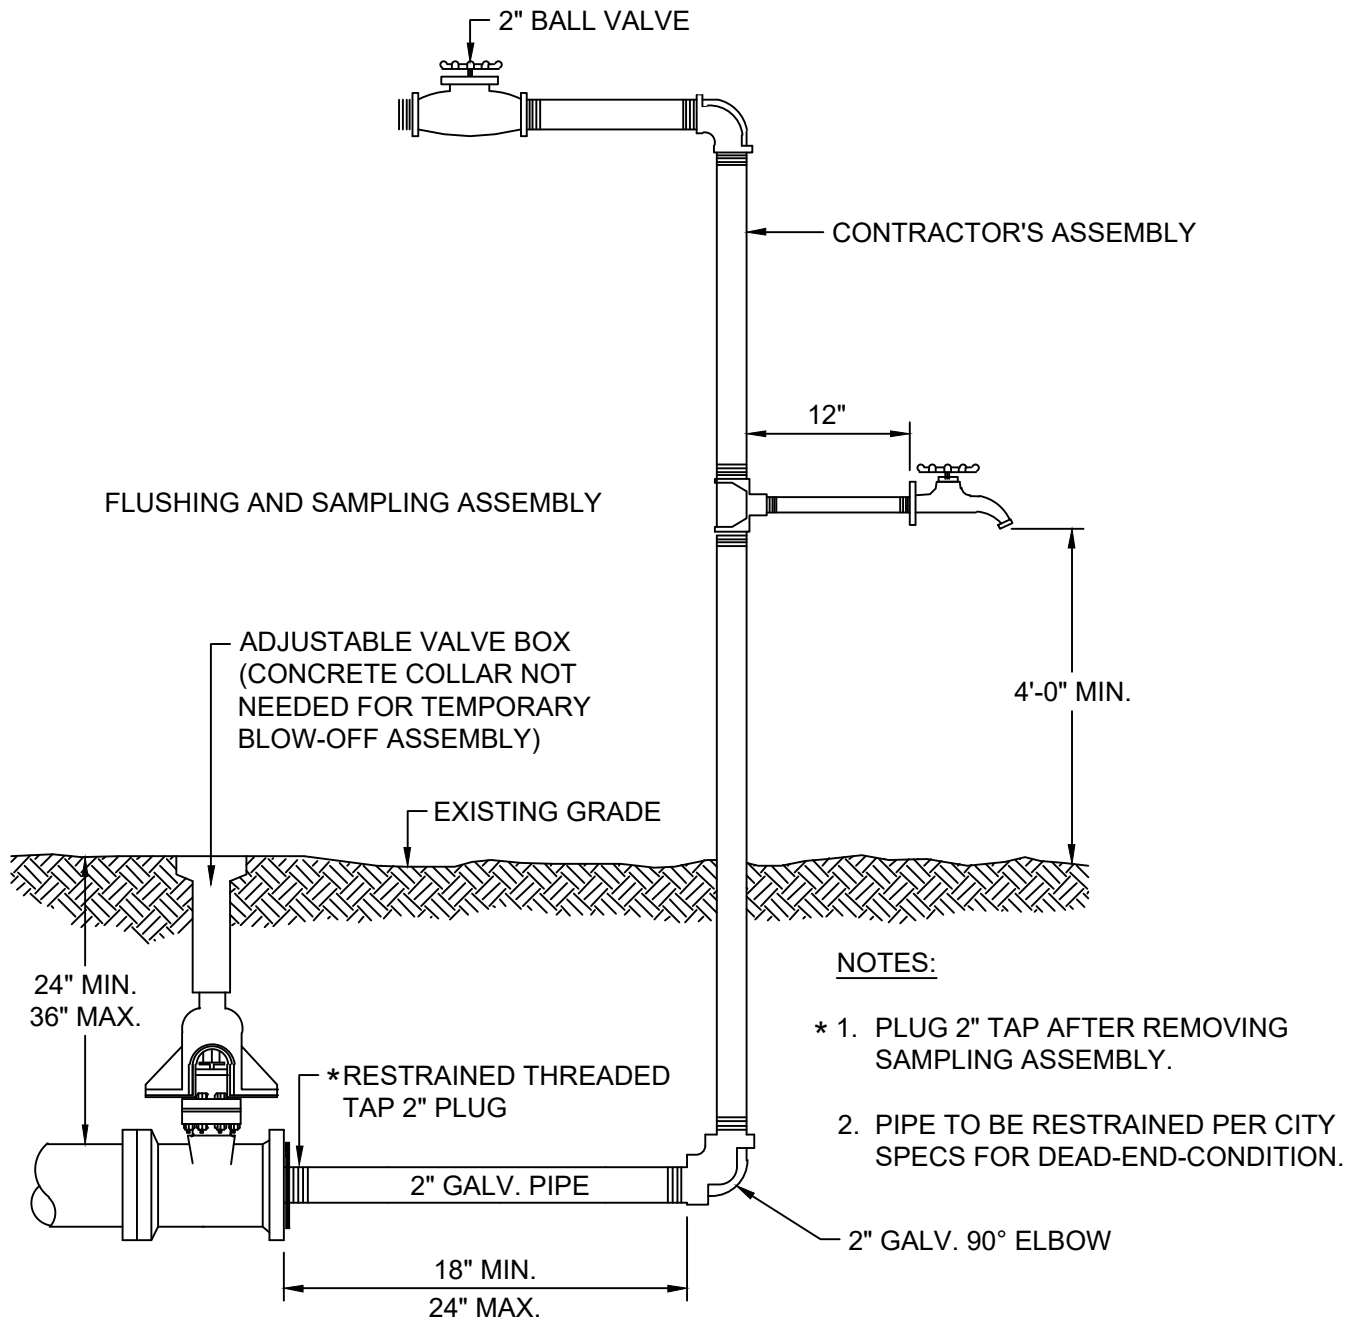 2" BALL VALVE
CONTRACTOR'S ASSEMBLY
12"
FLUSHING AND SAMPLING ASSEMBLY
ADJUSTABLE VALVE BOX
(CONCRETE COLLAR NOT
NEEDED FOR TEMPORARY
BLOW-OFF ASSEMBLY)
4'-0" MIN.
EXISTING GRADE
24" MIN.
36" MAX.
*RESTRAINED THREADED
TAP 2" PLUG
2" GALV. PIPE
18" MIN.
24" MAX.
NOTES:
* 1. PLUG 2" TAP AFTER REMOVING
SAMPLING ASSEMBLY.
2. PIPE TO BE RESTRAINED PER CITY
SPECS FOR DEAD-END-CONDITION.
2" GALV. 90° ELBOW